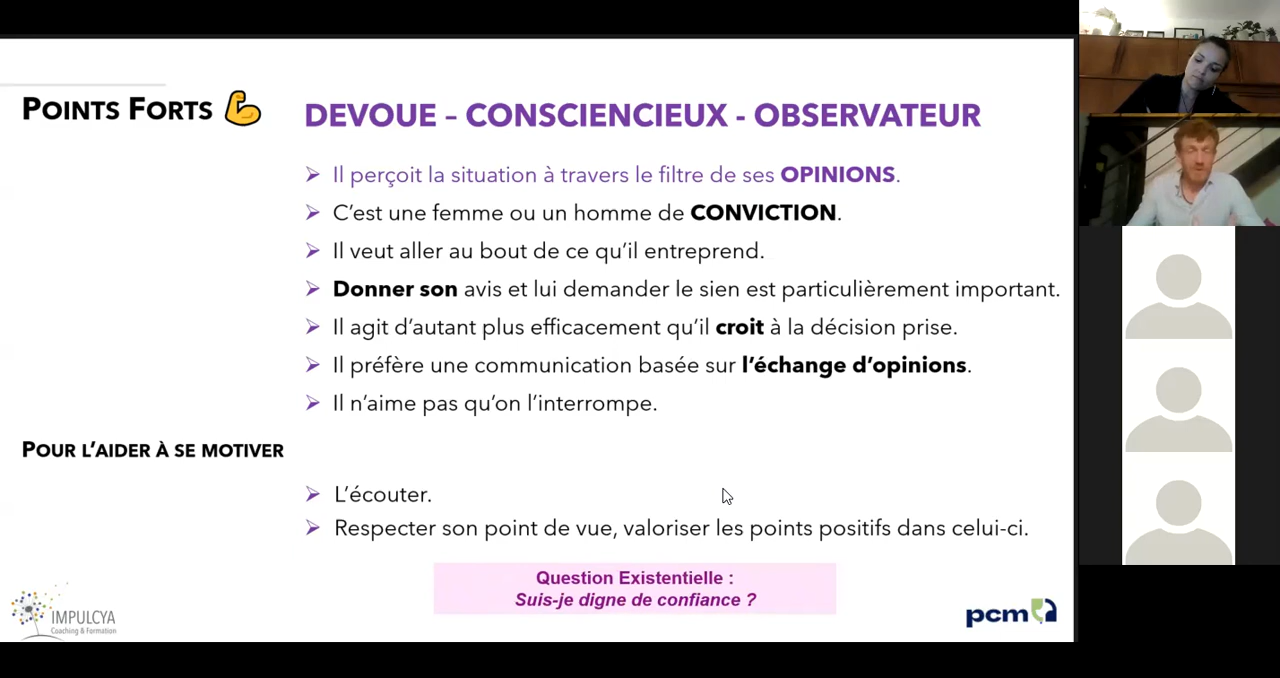 POINTS FORTS
DEVOUE – CONSCIENCIEUX - OBSERVATEUR
Il perçoit la situation à travers le filtre de ses OPINIONS.
C'est une femme ou un homme de CONVICTION.
Il veut aller au bout de ce qu'il entreprend.
Donner son avis et lui demander le sien est particulièrement important.
Il agit d'autant plus efficacement qu'il croit à la décision prise.
Il préfère une communication basée sur l'échange d'opinions.
Il n'aime pas qu'on l'interrompe.
POUR L'AIDER À SE MOTIVER
L'écouter.
Respecter son point de vue, valoriser les points positifs dans celui-ci.
Question Existentielle :
Suis-je digne de confiance ?
IMPULCYA
Coaching & Formation
pcm